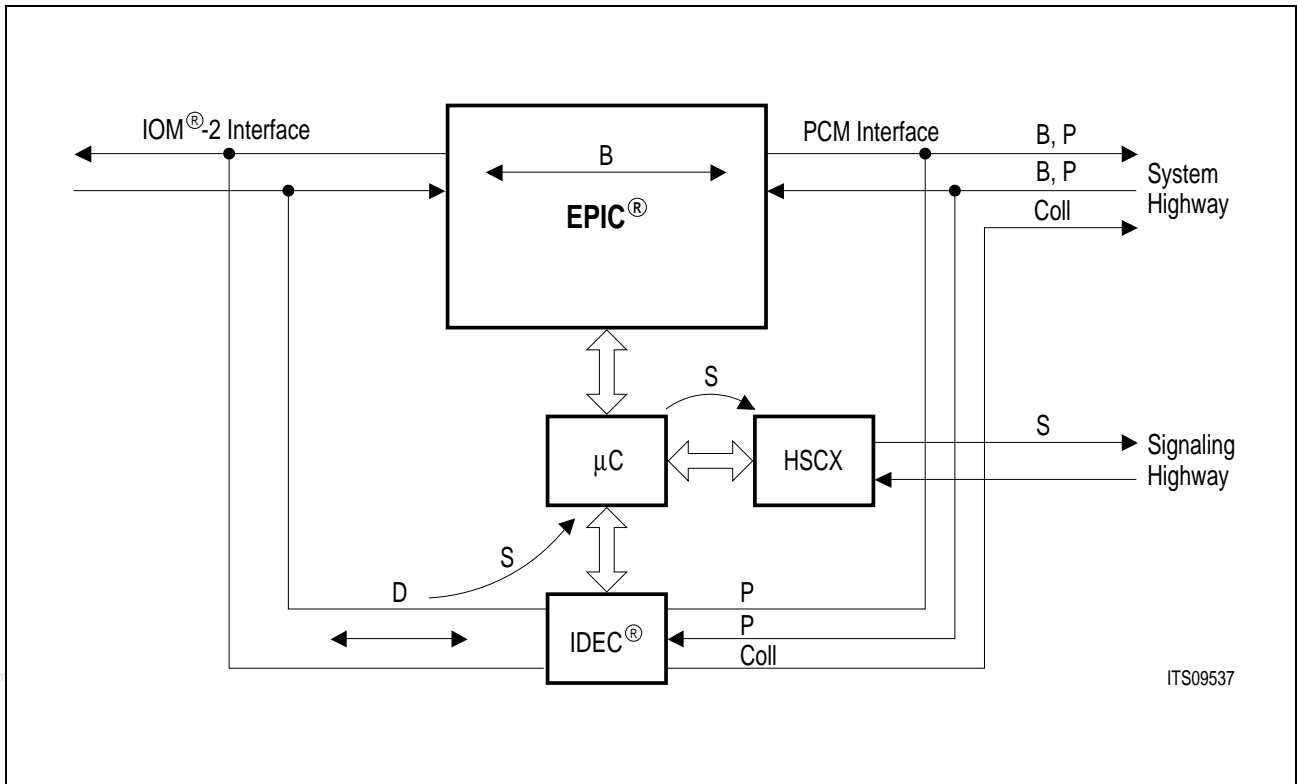 IOM®-2 Interface
PCM Interface
B, P
B
B, P
System
Highway
EPIC®
Coll
S
µC
HSCX
S
Signaling
Highway
S
D
P
IDEC®
P
Coll
ITS09537